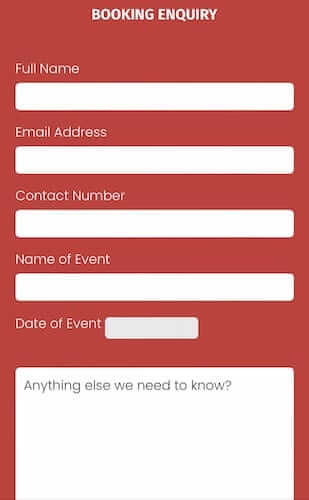 BOOKING ENQUIRY
Full Name
Email Address
Contact Number
Name of Event
Date of Event
Anything else we need to know?